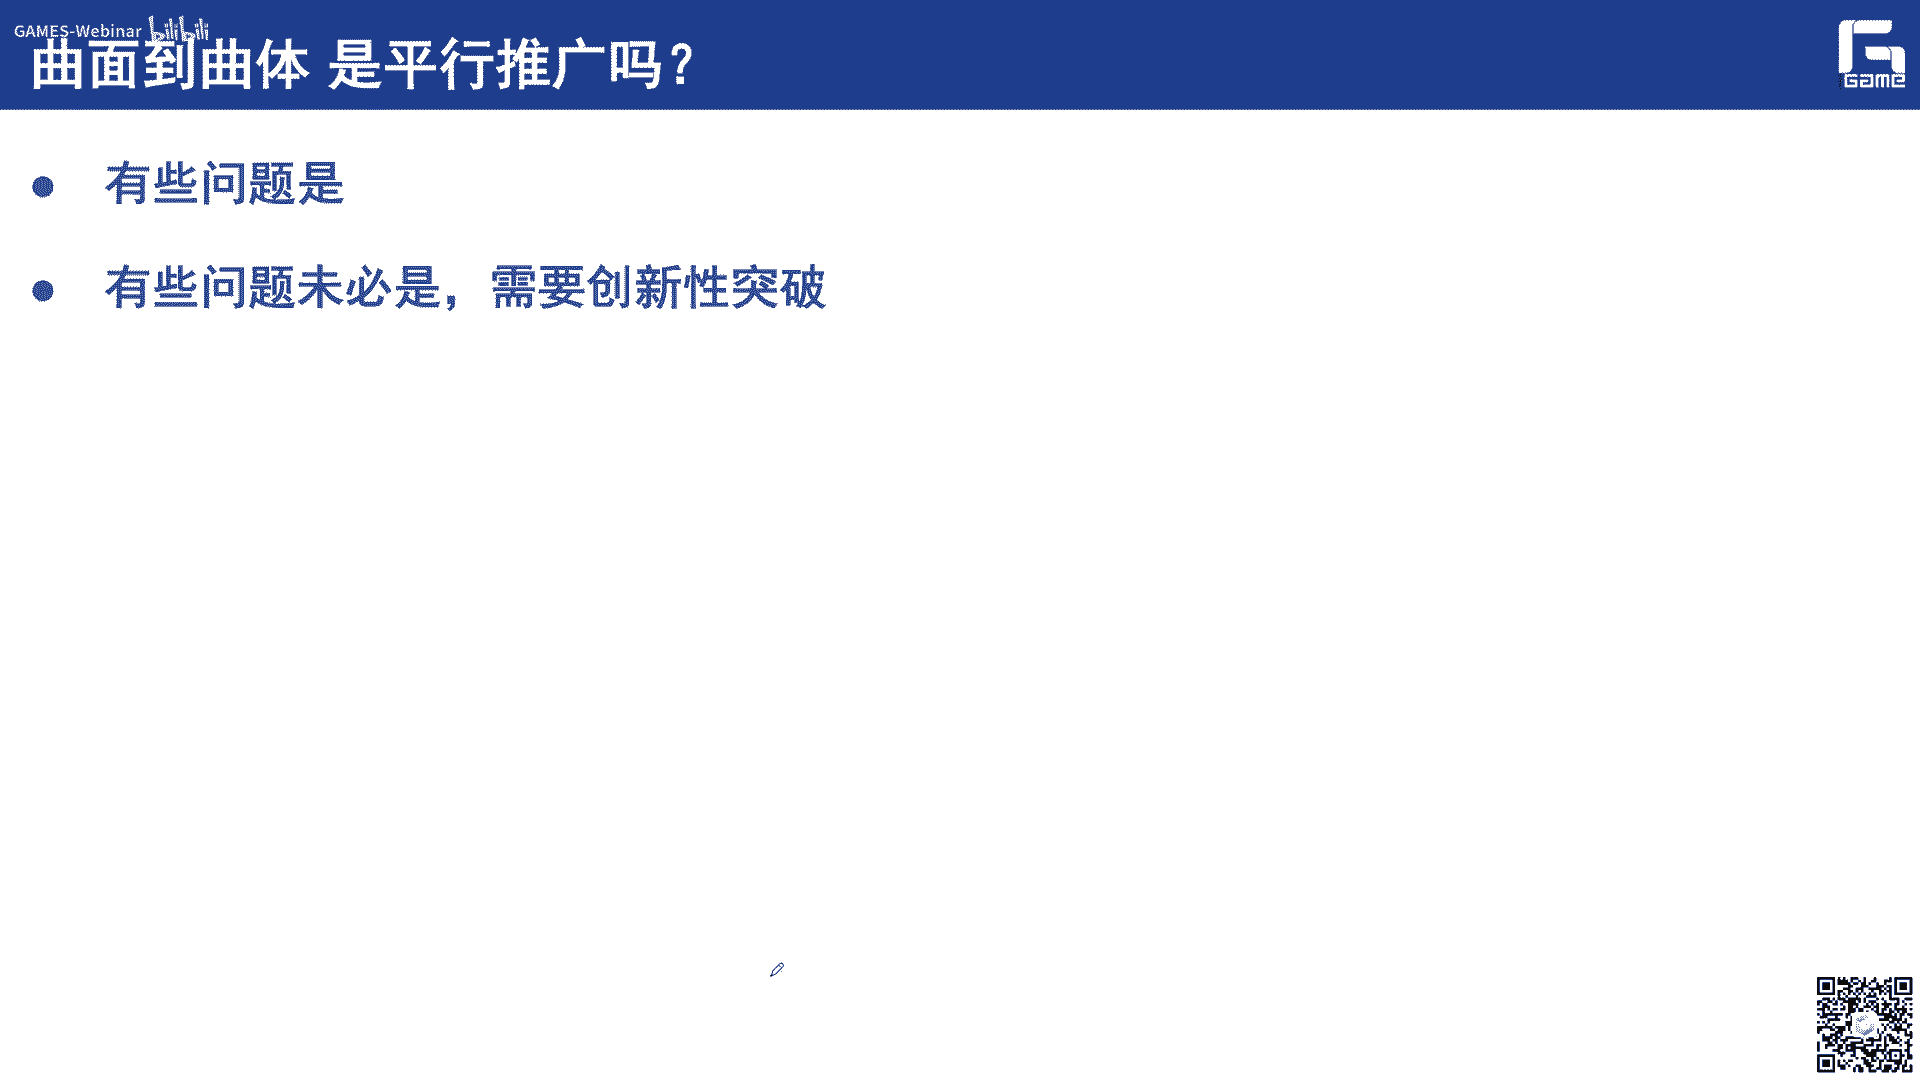 GAMES-Webinar bilibili
曲面到曲体 是平行推广吗？
GAME
● 有些问题是
● 有些问题未必是，需要创新性突破